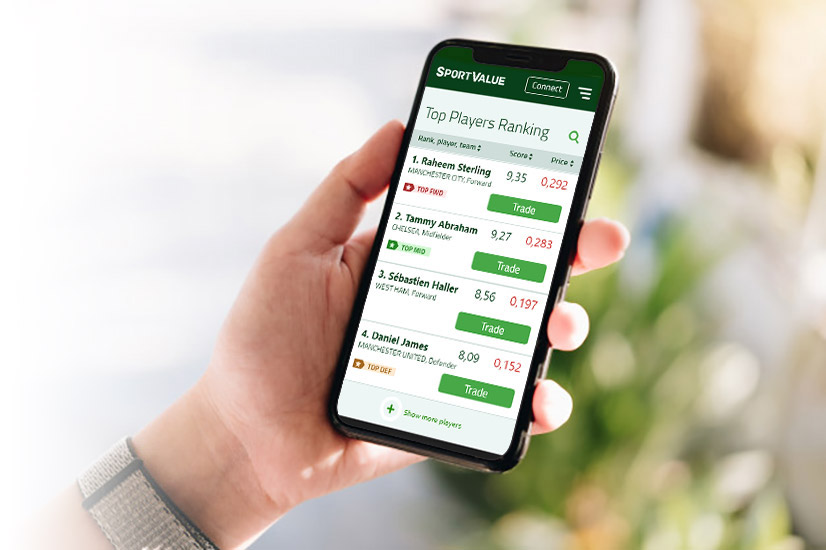 SPORTVALUE Connect
Top Players Ranking
Rank, player, team Score Price
1. Raheem Sterling 9,35 0,292
MANCHESTER CITY, Forward
TOP FWD Trade
2. Tammy Abraham 9,27 0,283
CHELSEA, Midfielder
TOP MID Trade
3. Sébastien Haller 8,56 0,197
WEST HAM, Forward
Trade
4. Daniel James 8,09 0,152
MANCHESTER UNITED, Defender
TOP DEF Trade
Show more players